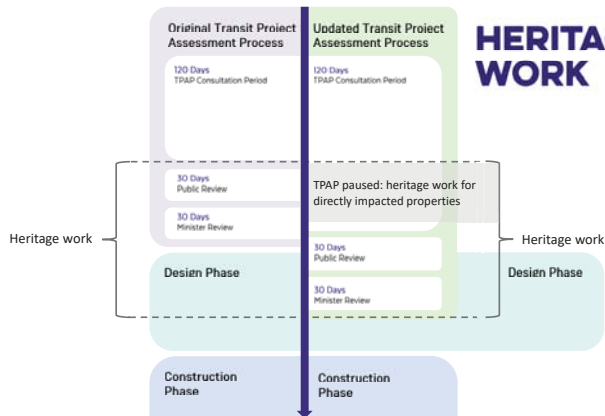 Original Transit Project
Assessment Process
Updated Transit Project
Assessment Process
HERITA
WORK
120 Days
TPAP Consultation Period
120 Days
TPAP Consultation Period
30 Days
Public Review
TPAP paused: heritage work for
directly impacted properties
30 Days
Minister Review
Heritage work
Heritage work
30 Days
Public Review
Design Phase
Design Phase
30 Days
Minister Review
Construction
Phase
Construction
Phase